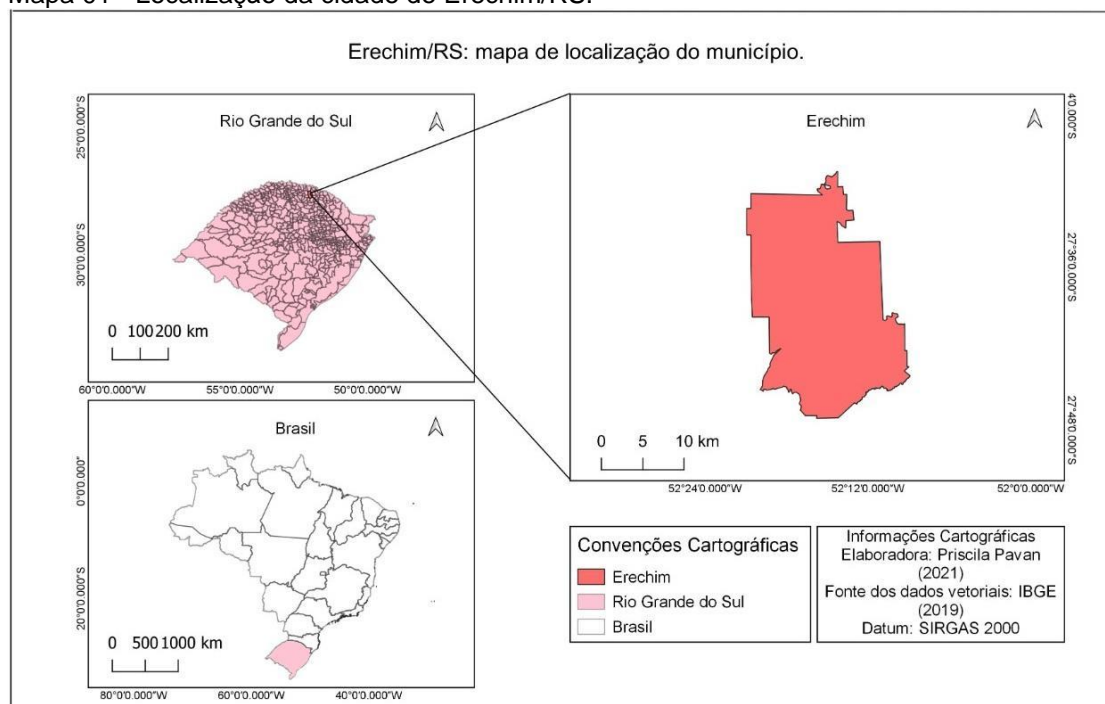 Mapa 01 - Localização da cidade de Erechim/RS.
Erechim/RS: mapa de localização do município.
Rio Grande do Sul
25°0'0.000"S
30°0'0.000"S
0 100200 km
60°0'0.000"W 55°0'0.000"W 50°0'0.000"W
Erechim
4'0.000"S
27°36'0.000"S
27°48'0.000"S
0 5 10 km
52°24'0.000"W 52°12'0.000"W 52°0'0.000"W
Brasil
0°0'0.000"
20°0'0.000"S
0 5001000 km
80°0'0.000"W 60°0'0.000"W 40°0'0.000"W
Convenções Cartográficas
Erechim
Rio Grande do Sul
Brasil
Informações Cartográficas
Elaboradora: Priscila Pavan
(2021)
Fonte dos dados vetoriais: IBGE
(2019)
Datum: SIRGAS 2000